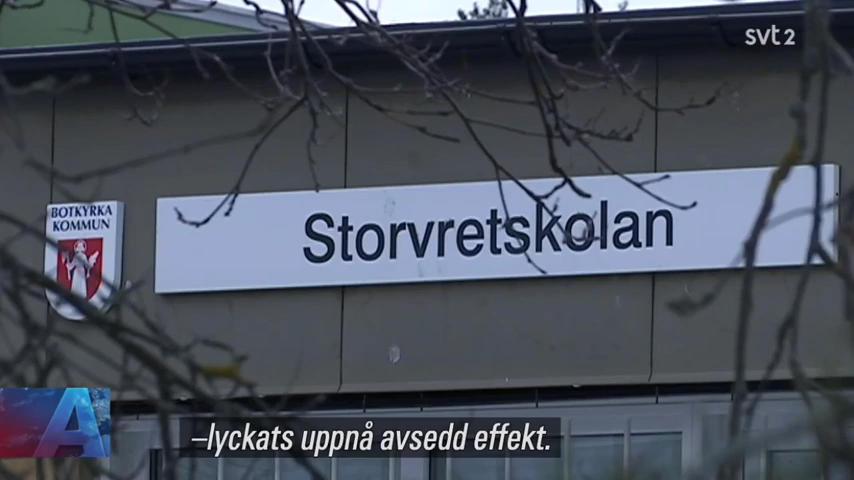 svt2
BOTKYRKA
KOMMUN
Storvretskolan
A
–lyckats uppnå avsedd effekt.